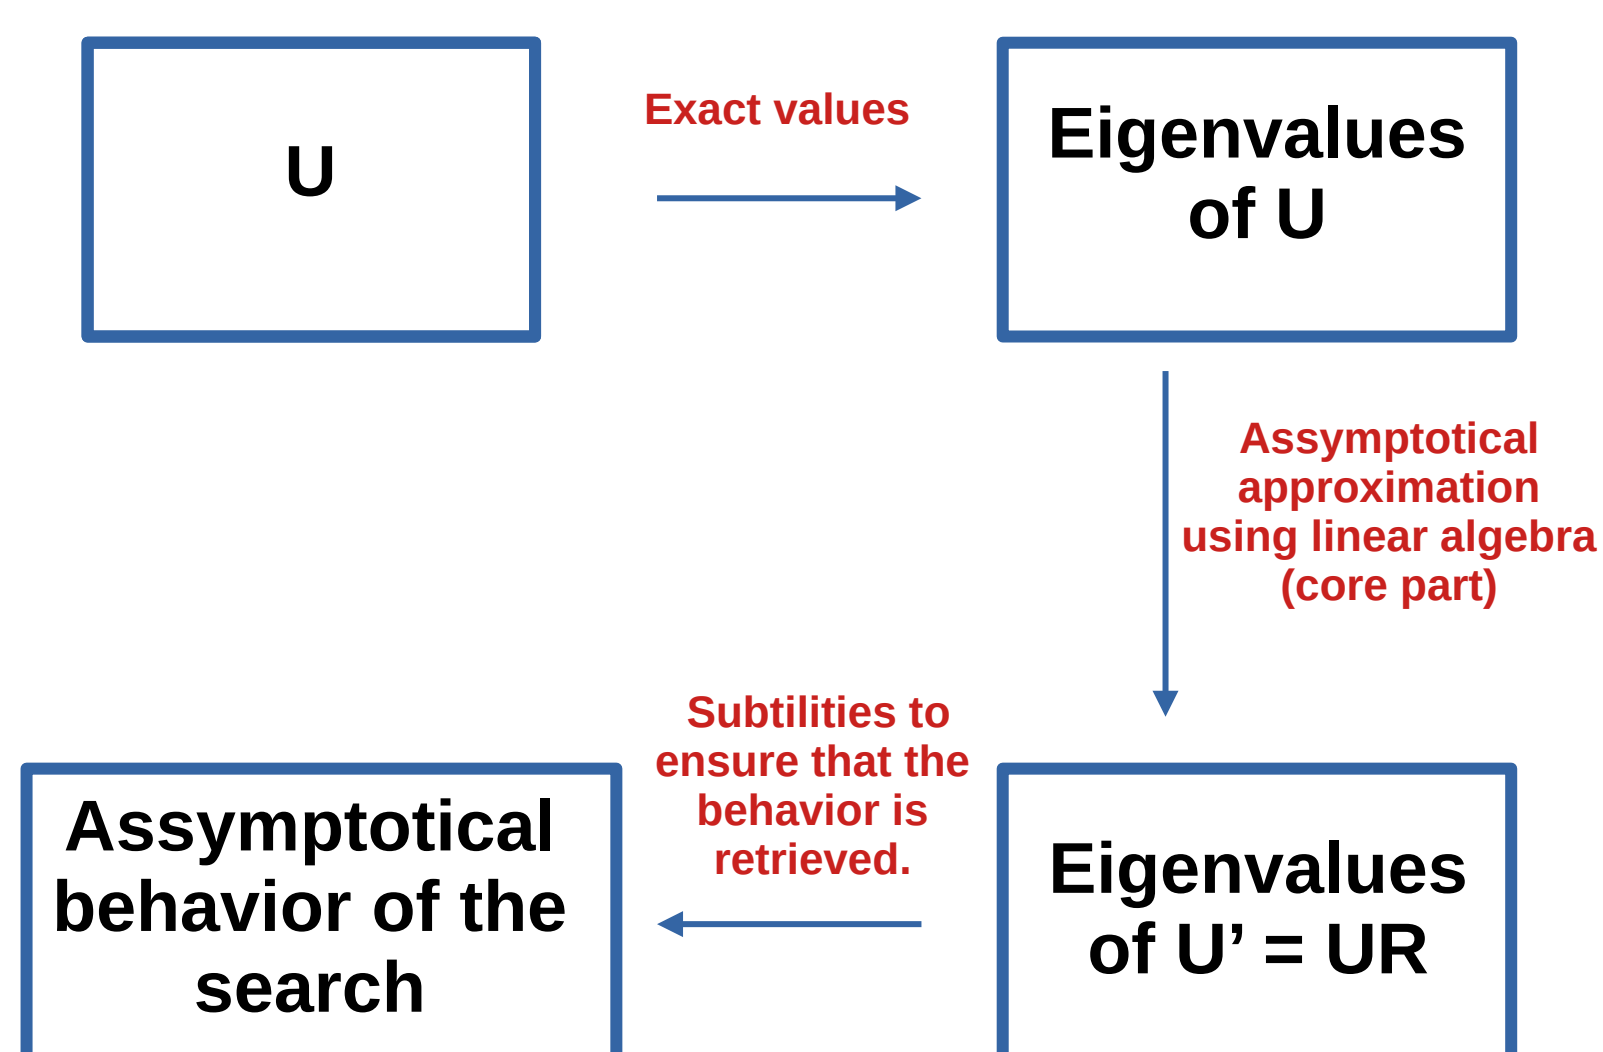 U
Exact values
Eigenvalues
of U
Assymptotical
approximation
using linear algebra
(core part)
Subtilities to
ensure that the
behavior is
retrieved.
Eigenvalues
of U’ = UR
Assymptotical
behavior of the
search